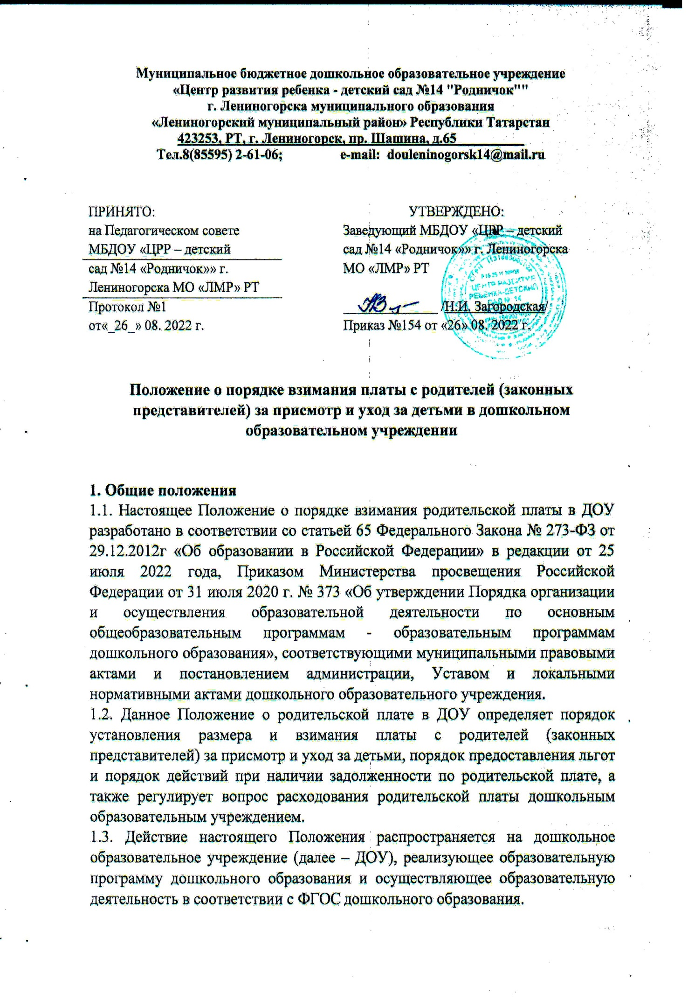 Муниципальное бюджетное дошкольное образовательное учреждение
«Центр развития ребенка - детский сад №14 "Родничок""
г. Лениногорска муниципального образования
«Лениногорский муниципальный район» Республики Татарстан
423253, РТ, г. Лениногорск, пр. Шашина, д.65
Тел.8(85595) 2-61-06; e-mail: douleninogorsk14@mail.ru
ПРИНЯТО:
на Педагогическом совете
МБДОУ «ЦРР – детский
сад №14 «Родничок»» г.
Лениногорска МО «ЛМР» РТ
Протокол №1
от«_26_» 08. 2022 г.
УТВЕРЖДЕНО:
Заведующий МБДОУ «ЦРР – детский
сад №14 «Родничок»» г. Лениногорска
МО «ЛМР» РТ
/Н.И. Загородская/
Приказ №154 от «26» 08. 2022 г.
ЦЕНТР РАЗВИТИЯ
РЕБЕНКА-ДЕТСКИЙ
САД № 14
Положение о порядке взимания платы с родителей (законных
представителей) за присмотр и уход за детьми в дошкольном
образовательном учреждении
1. Общие положения
1.1. Настоящее Положение о порядке взимания родительской платы в ДОУ
разработано в соответствии со статьей 65 Федерального Закона № 273-ФЗ от
29.12.2012г «Об образовании в Российской Федерации» в редакции от 25
июля 2022 года, Приказом Министерства просвещения Российской
Федерации от 31 июля 2020 г. № 373 «Об утверждении Порядка организации
и осуществления образовательной деятельности по основным
общеобразовательным программам - образовательным программам
дошкольного образования», соответствующими муниципальными правовыми
актами и постановлением администрации, Уставом и локальными
нормативными актами дошкольного образовательного учреждения.
1.2. Данное Положение о родительской плате в ДОУ определяет порядок
установления размера и взимания платы с родителей (законных
представителей) за присмотр и уход за детьми, порядок предоставления льгот
и порядок действий при наличии задолженности по родительской плате, а
также регулирует вопрос расходования родительской платы дошкольным
образовательным учреждением.
1.3. Действие настоящего Положения распространяется на дошкольное
образовательное учреждение (далее – ДОУ), реализующее образовательную
программу дошкольного образования и осуществляющее образовательную
деятельность в соответствии с ФГОС дошкольного образования.